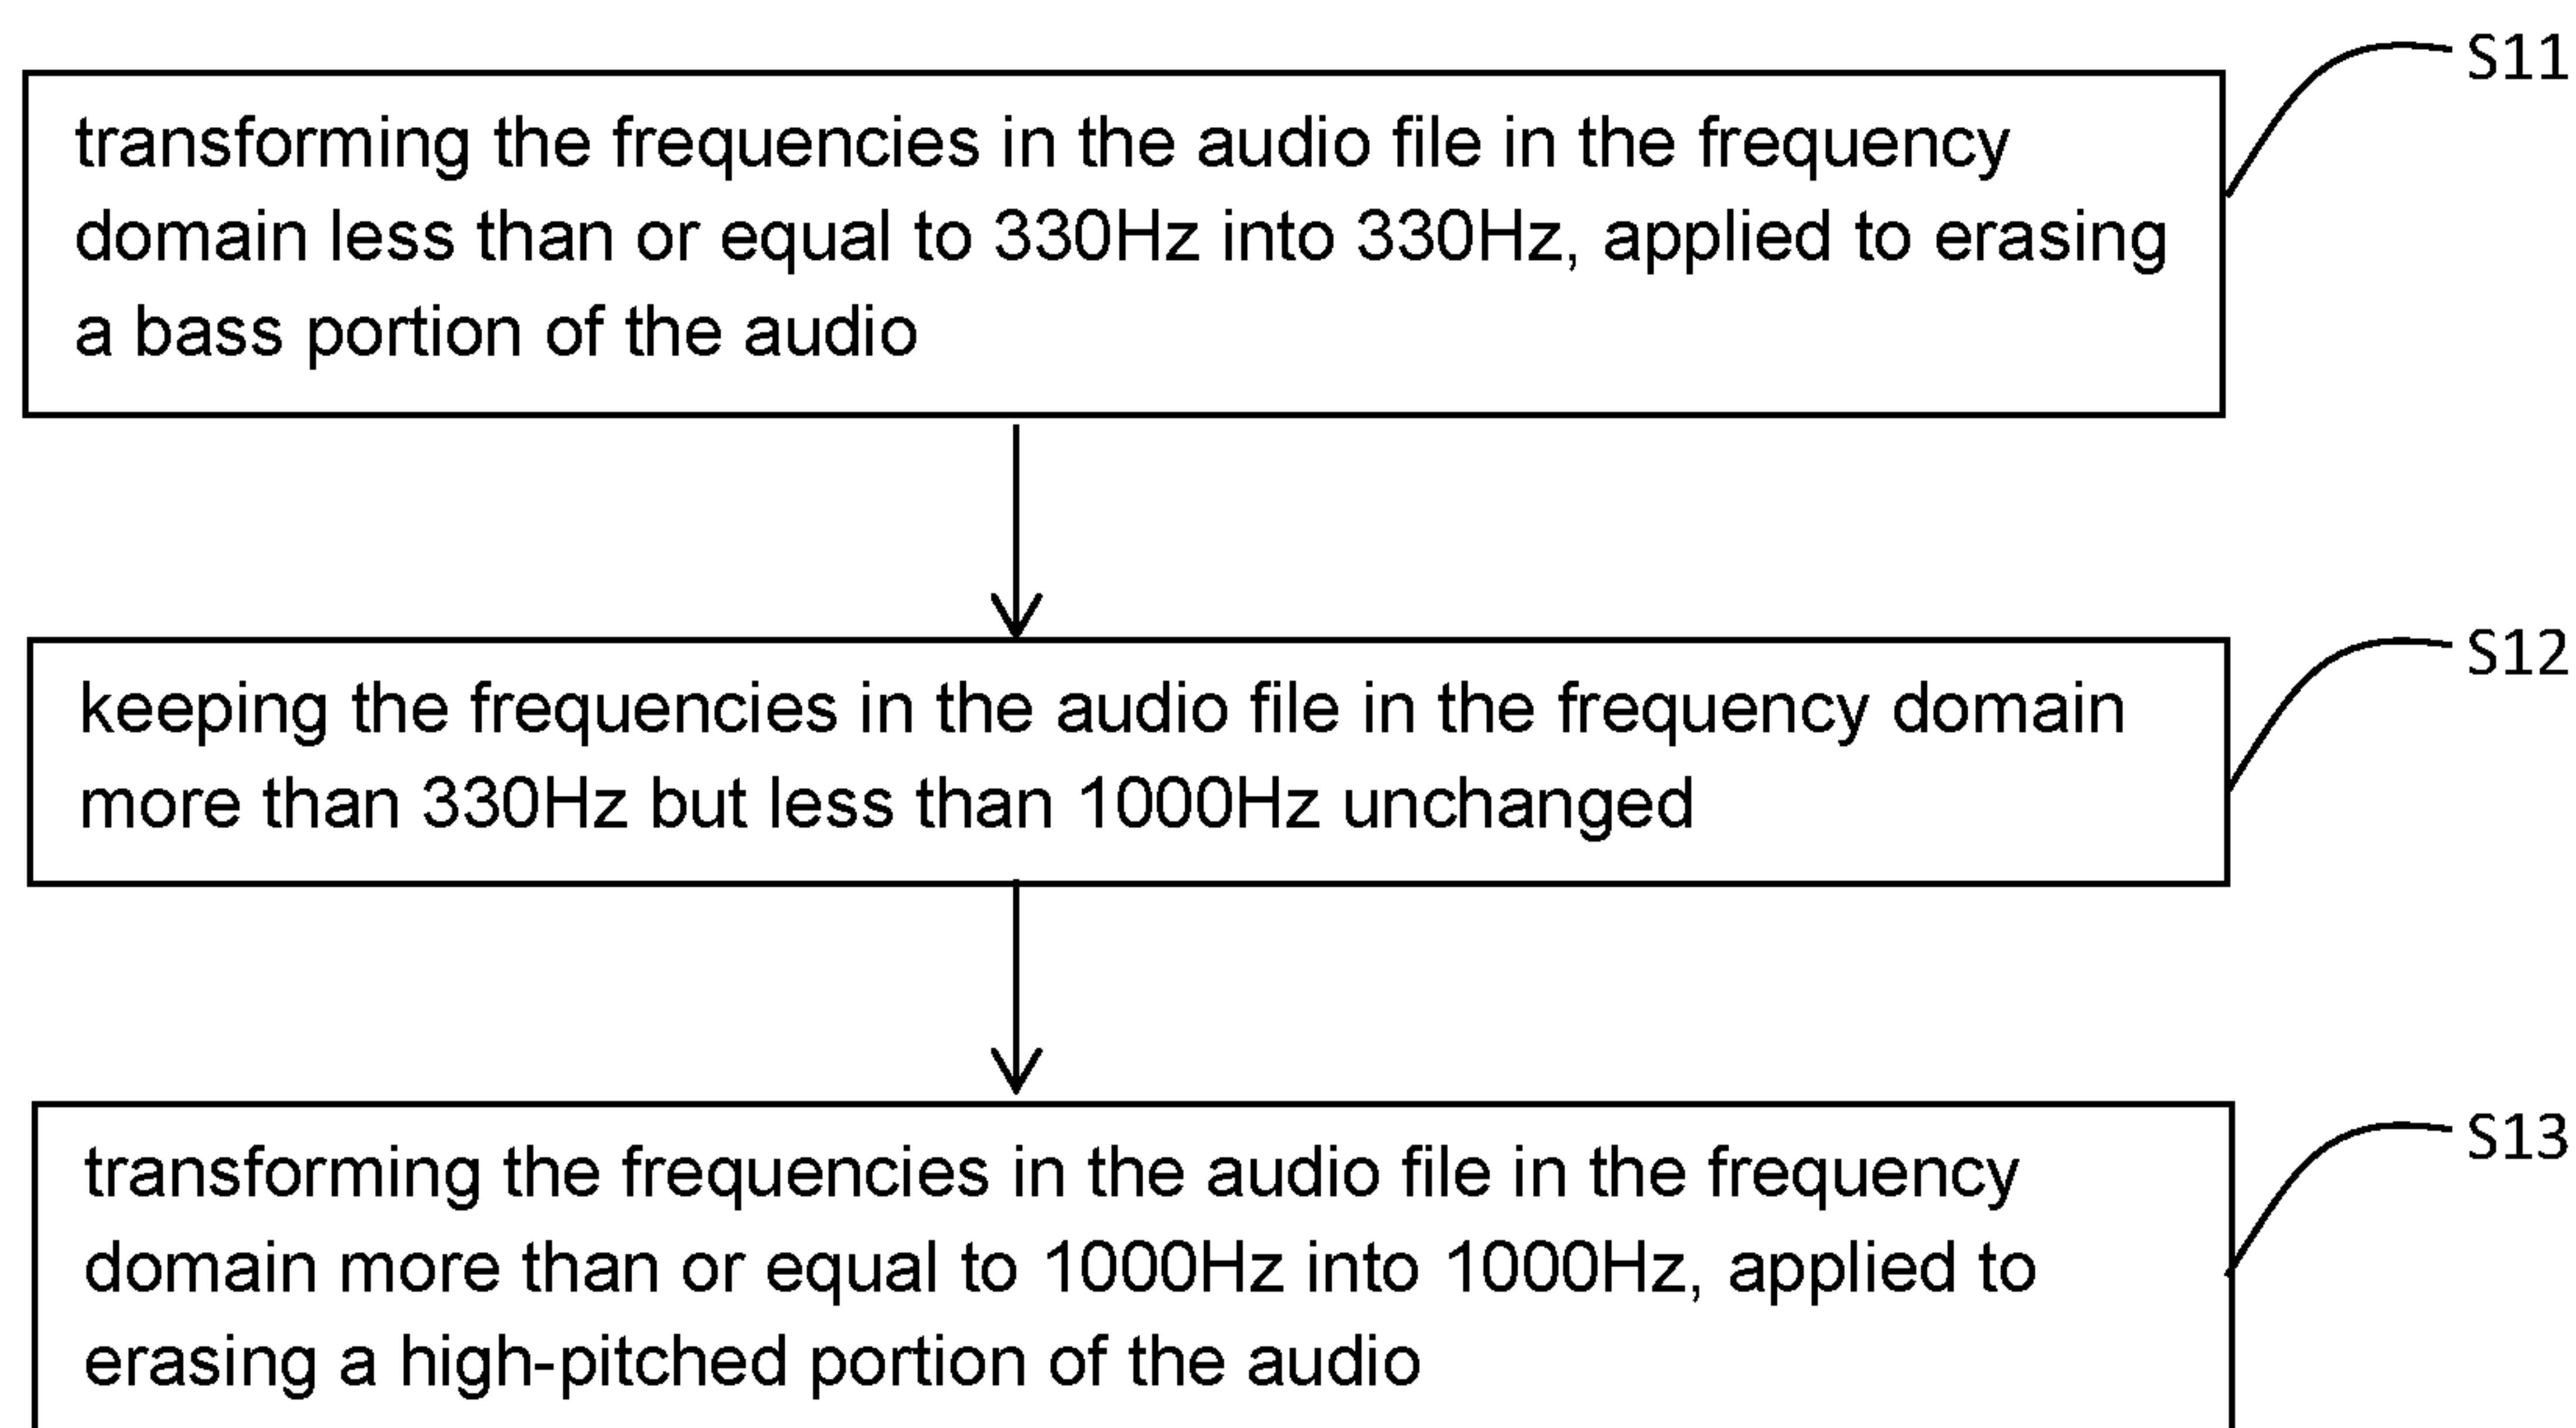 S11
transforming the frequencies in the audio file in the frequency
domain less than or equal to 330Hz into 330Hz, applied to erasing
a bass portion of the audio
S12
keeping the frequencies in the audio file in the frequency domain
more than 330Hz but less than 1000Hz unchanged
S13
transforming the frequencies in the audio file in the frequency
domain more than or equal to 1000Hz into 1000Hz, applied to
erasing a high-pitched portion of the audio